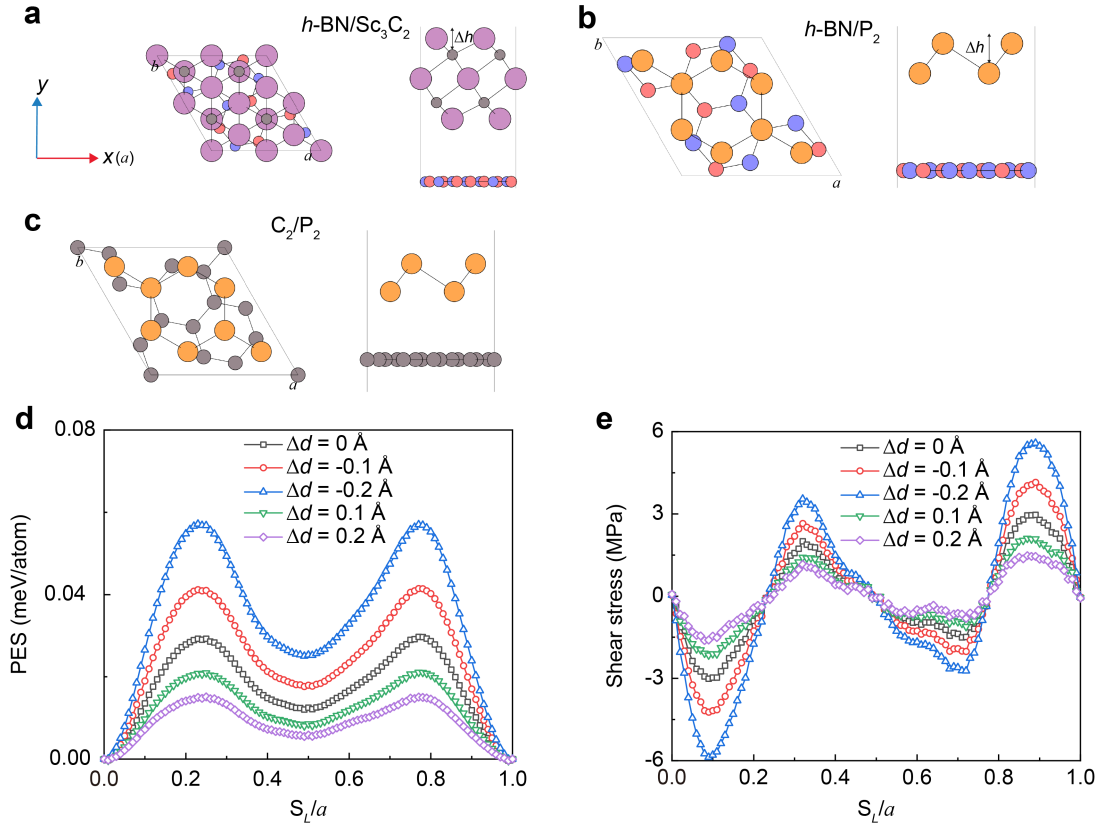 a
h-BN/Sc₃C₂
Δh
b
a
y
x(a)
b
h-BN/P₂
Δh
b
a
c
C₂/P₂
b
a
d
0.08
0.04
0.00
PES (meV/atom)
Δd = 0 Å
Δd = -0.1 Å
Δd = -0.2 Å
Δd = 0.1 Å
Δd = 0.2 Å
0.0 0.2 0.4 0.6 0.8 1.0
S_L/a
e
6
3
0
-3
-6
Shear stress (MPa)
Δd = 0 Å
Δd = -0.1 Å
Δd = -0.2 Å
Δd = 0.1 Å
Δd = 0.2 Å
0.0 0.2 0.4 0.6 0.8 1.0
S_L/a